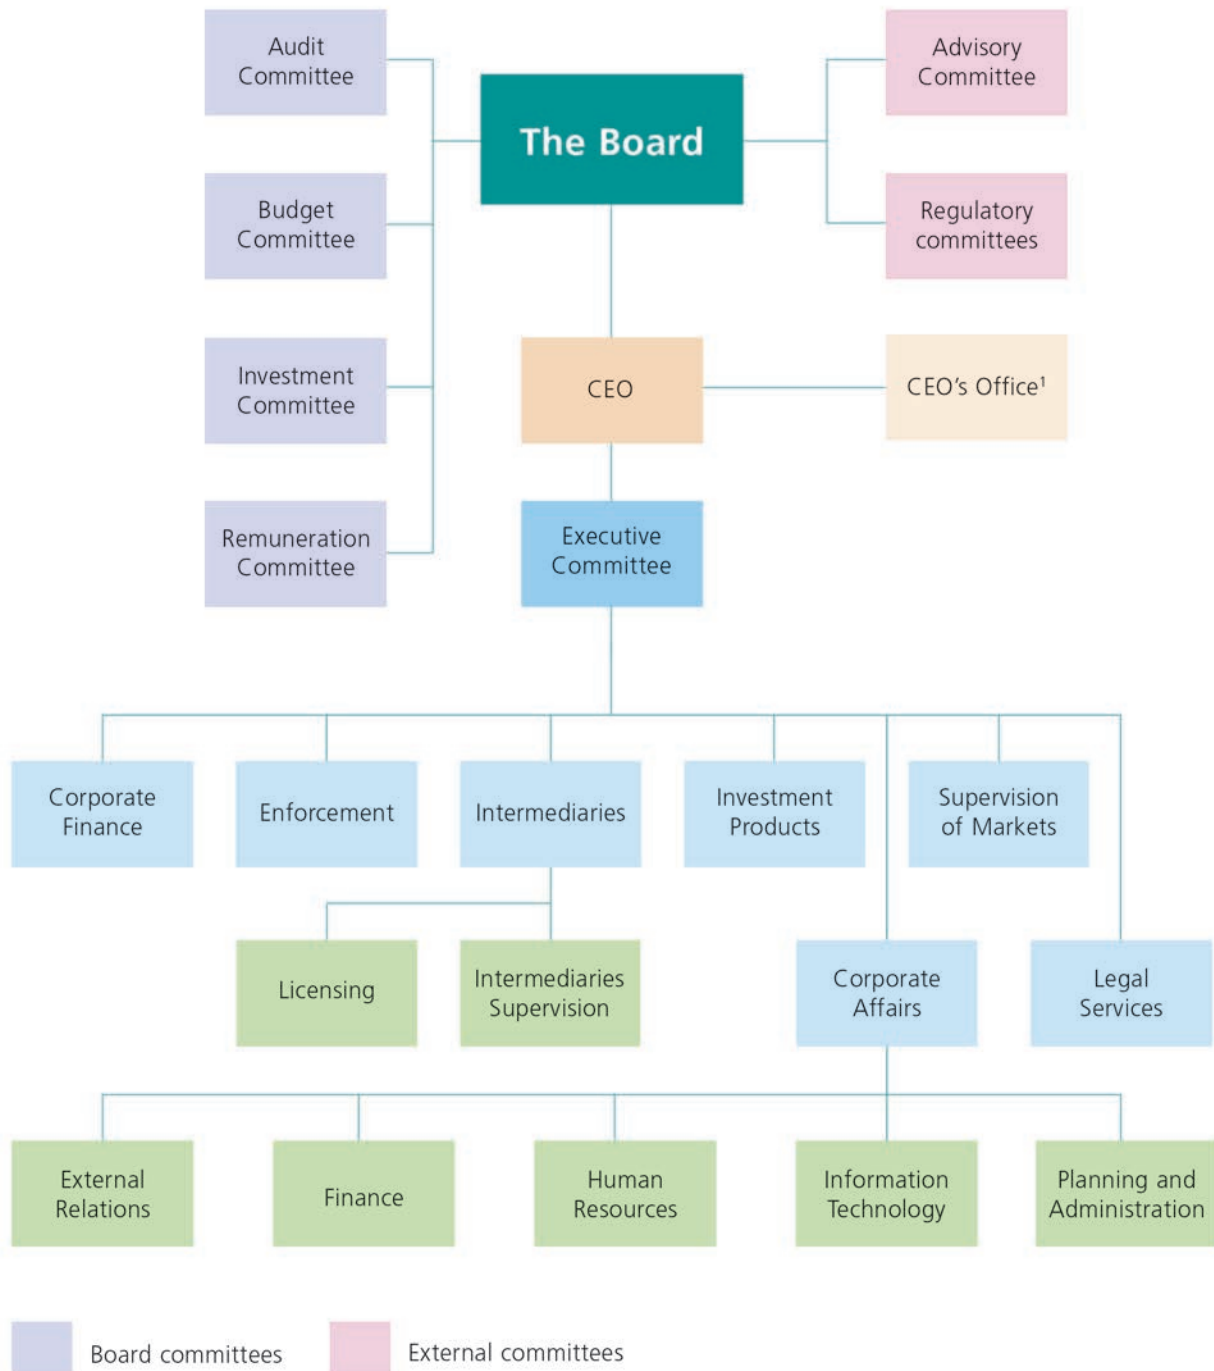 Audit
Committee
Advisory
Committee
The Board
Budget
Committee
Regulatory
committees
Investment
Committee
CEO
CEO’s Office¹
Remuneration
Committee
Executive
Committee
Corporate
Finance
Enforcement
Intermediaries
Investment
Products
Supervision
of Markets
Licensing
Intermediaries
Supervision
Corporate
Affairs
Legal
Services
External
Relations
Finance
Human
Resources
Information
Technology
Planning and
Administration
Board committees
External committees